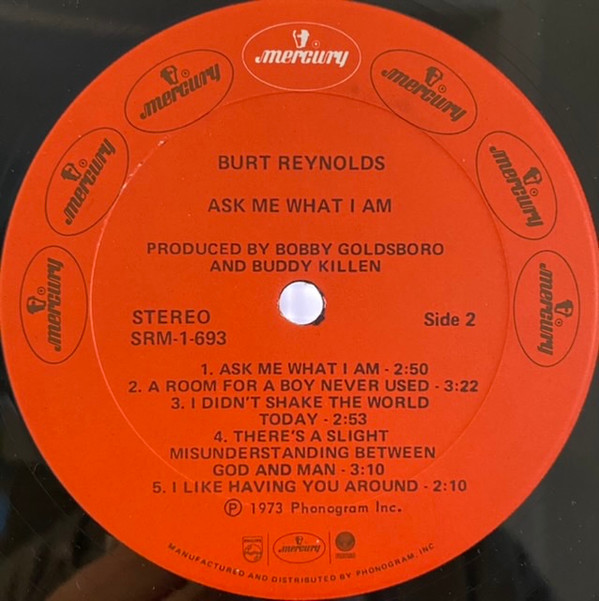 mercury
mercury
mercury
mercury
mercury
mercury
mercury
BURT REYNOLDS
ASK ME WHAT I AM
PRODUCED BY BOBBY GOLDSBORO
AND BUDDY KILLEN
STEREO
SRM-1-693
Side 2
1. ASK ME WHAT I AM - 2:50
2. A ROOM FOR A BOY NEVER USED - 3:22
3. I DIDN'T SHAKE THE WORLD
TODAY - 2:53
4. THERE'S A SLIGHT
MISUNDERSTANDING BETWEEN
GOD AND MAN - 3:10
5. I LIKE HAVING YOU AROUND - 2:10
Ⓟ 1973 Phonogram Inc.
mercury
MANUFACTURED AND DISTRIBUTED BY PHONOGRAM, INC